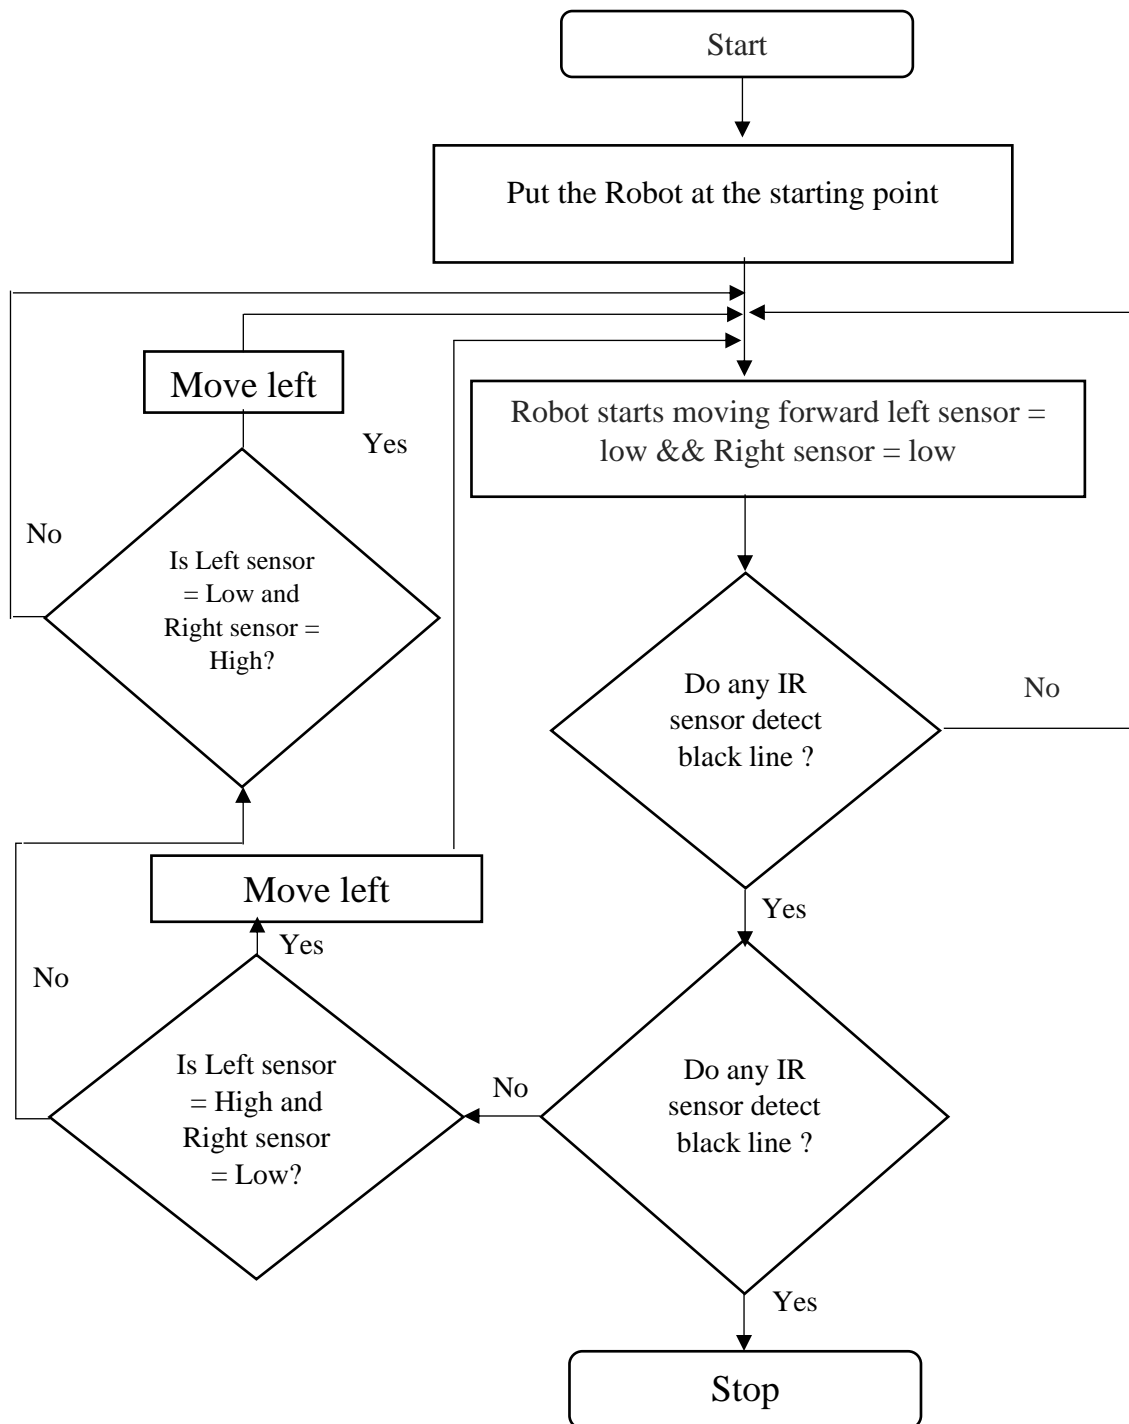 Start
Put the Robot at the starting point
Move left
Yes
Robot starts moving forward left sensor =
low && Right sensor = low
No
Is Left sensor
= Low and
Right sensor =
High?
Do any IR
sensor detect
black line ?
No
Move left
Yes
Yes
No
Is Left sensor
= High and
Right sensor
= Low?
No
Do any IR
sensor detect
black line ?
Yes
Stop